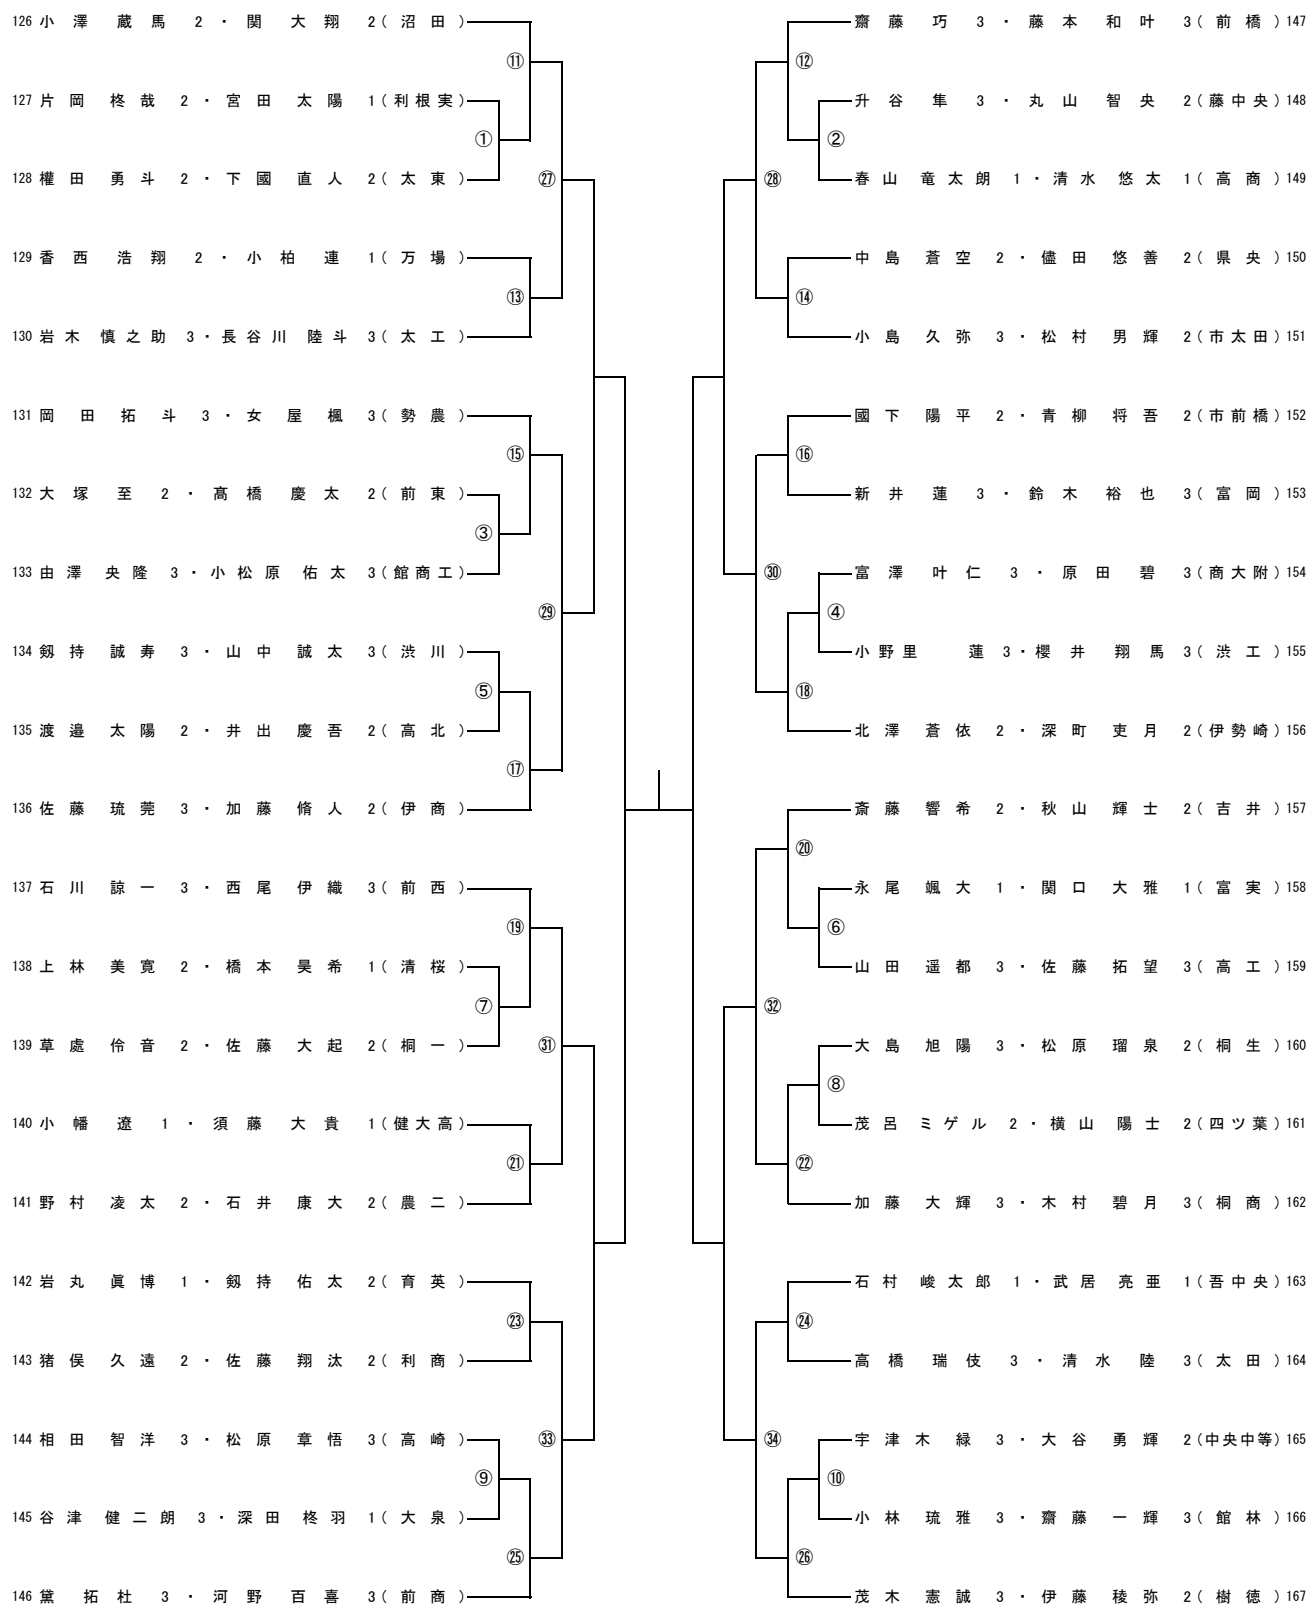 126 小澤 蔵馬 2 ・ 関 大翔 2 ( 沼田 )
⑪
127 片岡 柊哉 2 ・ 宮田 太陽 1 ( 利根実 )
①
128 權田 勇斗 2 ・ 下國 直人 2 ( 太東 )
㉗
129 香西 浩翔 2 ・ 小柏 連 1 ( 万場 )
⑬
130 岩木 慎之助 3 ・ 長谷川 陸斗 3 ( 太工 )
131 岡田 拓斗 3 ・ 女屋 楓 3 ( 勢農 )
⑮
132 大塚 至 2 ・ 髙橋 慶太 2 ( 前東 )
③
133 由澤 央隆 3 ・ 小松原 佑太 3 ( 館商工 )
㉙
134 剱持 誠寿 3 ・ 山中 誠太 3 ( 渋川 )
⑤
135 渡邉 太陽 2 ・ 井出 慶吾 2 ( 高北 )
⑰
136 佐藤 琉莞 3 ・ 加藤 脩人 2 ( 伊商 )
137 石川 諒一 3 ・ 西尾 伊織 3 ( 前西 )
⑲
138 上林 美寛 2 ・ 橋本 昊希 1 ( 清桜 )
⑦
139 草處 伶音 2 ・ 佐藤 大起 2 ( 桐一 )
㉛
140 小幡 遼 1 ・ 須藤 大貴 1 ( 健大高 )
㉑
141 野村 凌太 2 ・ 石井 康大 2 ( 農二 )
142 岩丸 眞博 1 ・ 剱持 佑太 2 ( 育英 )
㉓
143 猪俣 久遠 2 ・ 佐藤 翔汰 2 ( 利商 )
144 相田 智洋 3 ・ 松原 章悟 3 ( 高崎 )
㉝
⑨
145 谷津 健二朗 3 ・ 深田 柊羽 1 ( 大泉 )
㉕
146 黛 拓杜 3 ・ 河野 百喜 3 ( 前商 )
齋藤 巧 3 ・ 藤本 和叶 3 ( 前橋 ) 147
⑫
升谷 隼 3 ・ 丸山 智央 2 ( 藤中央 ) 148
②
春山 竜太朗 1 ・ 清水 悠太 1 ( 高商 ) 149
㉘
中島 蒼空 2 ・ 儘田 悠善 2 ( 県央 ) 150
⑭
小島 久弥 3 ・ 松村 男輝 2 ( 市太田 ) 151
國下 陽平 2 ・ 青柳 将吾 2 ( 市前橋 ) 152
⑯
新井 蓮 3 ・ 鈴木 裕也 3 ( 富岡 ) 153
㉚
富澤 叶仁 3 ・ 原田 碧 3 ( 商大附 ) 154
④
小野里 蓮 3 ・ 櫻井 翔馬 3 ( 渋工 ) 155
⑱
北澤 蒼依 2 ・ 深町 吏月 2 ( 伊勢崎 ) 156
斎藤 響希 2 ・ 秋山 輝士 2 ( 吉井 ) 157
⑳
永尾 颯大 1 ・ 関口 大雅 1 ( 富実 ) 158
⑥
山田 遥都 3 ・ 佐藤 拓望 3 ( 高工 ) 159
㉜
大島 旭陽 3 ・ 松原 瑠泉 2 ( 桐生 ) 160
⑧
茂呂 ミゲル 2 ・ 横山 陽士 2 ( 四ツ葉 ) 161
㉒
加藤 大輝 3 ・ 木村 碧月 3 ( 桐商 ) 162
石村 峻太郎 1 ・ 武居 亮亜 1 ( 吾中央 ) 163
㉔
高橋 瑞伎 3 ・ 清水 陸 3 ( 太田 ) 164
㉞
宇津木 緑 3 ・ 大谷 勇輝 2 ( 中央中等 ) 165
⑩
小林 琉雅 3 ・ 齋藤 一輝 3 ( 館林 ) 166
㉖
茂木 憲誠 3 ・ 伊藤 稜弥 2 ( 樹徳 ) 167